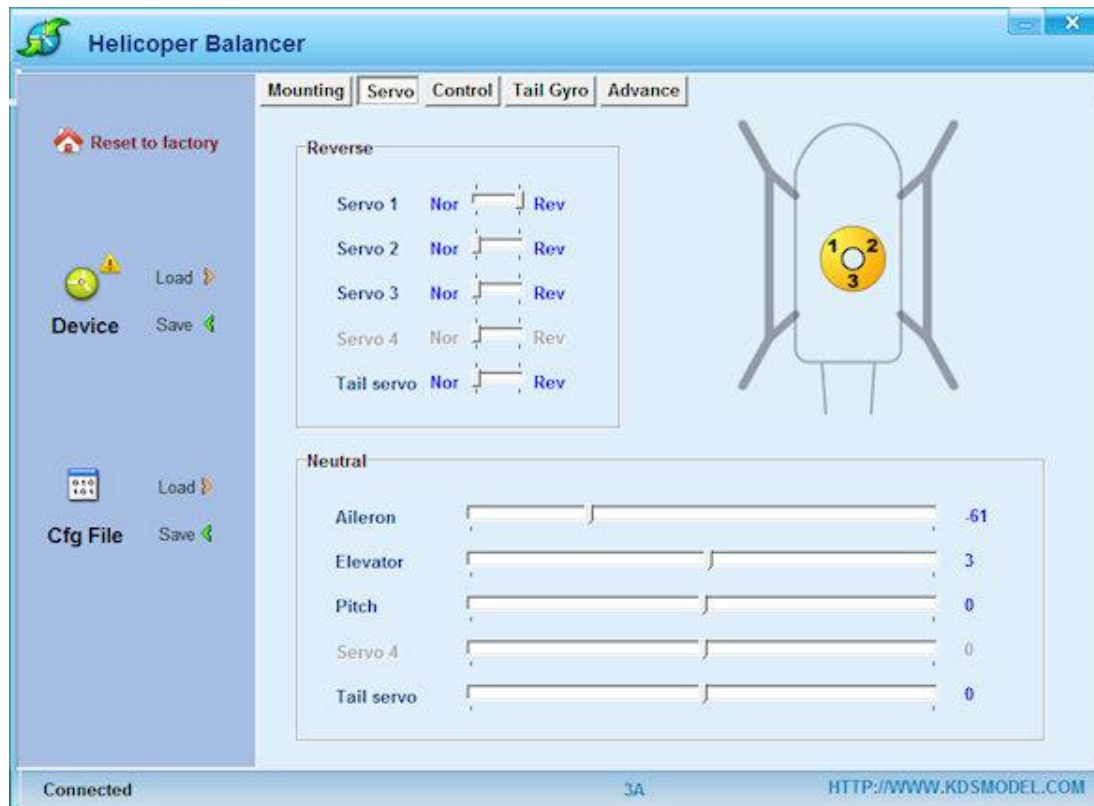 Helicoper Balancer
Mounting Servo Control Tail Gyro Advance
Reset to factory
Reverse
Servo 1 Nor Rev
Servo 2 Nor Rev
Servo 3 Nor Rev
Servo 4 Nor Rev
Tail servo Nor Rev
1 2
3
Load
Device Save
Neutral
Aileron -61
Elevator 3
Pitch 0
Servo 4 0
Tail servo 0
010
101
Load
Cfg File Save
Connected 3A HTTP://WWW.KDSMODEL.COM